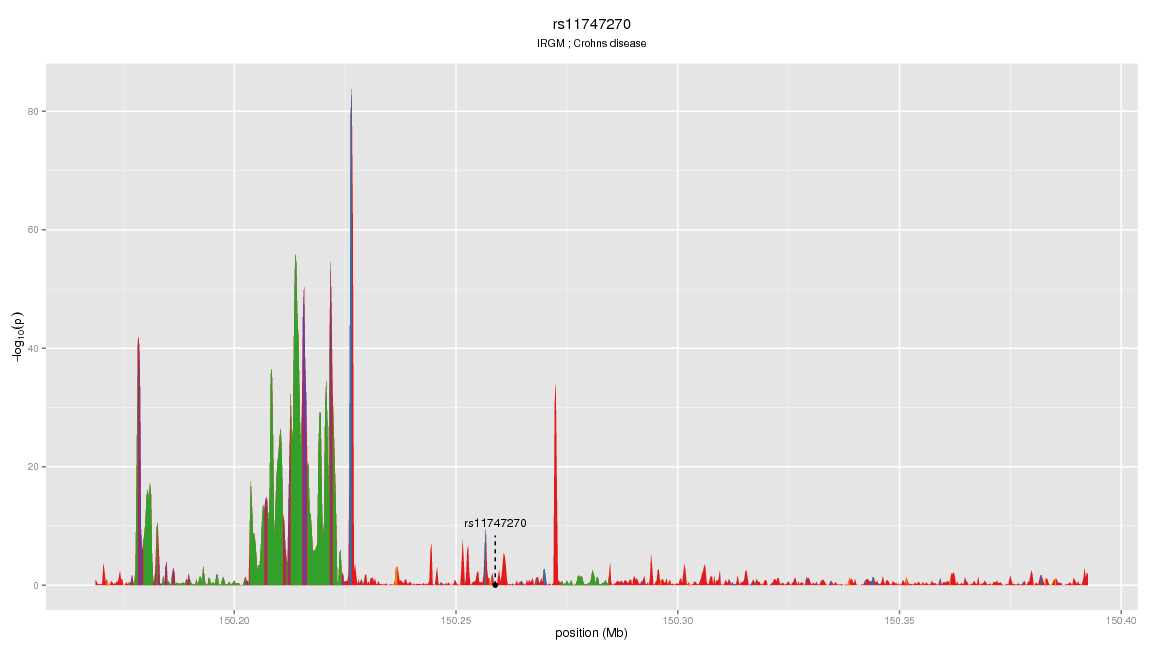 rs11747270
IRGM ; Crohns disease
80
60
40
20
0
−log10(p)
rs11747270
150.20 150.25 150.30 150.35 150.40
position (Mb)